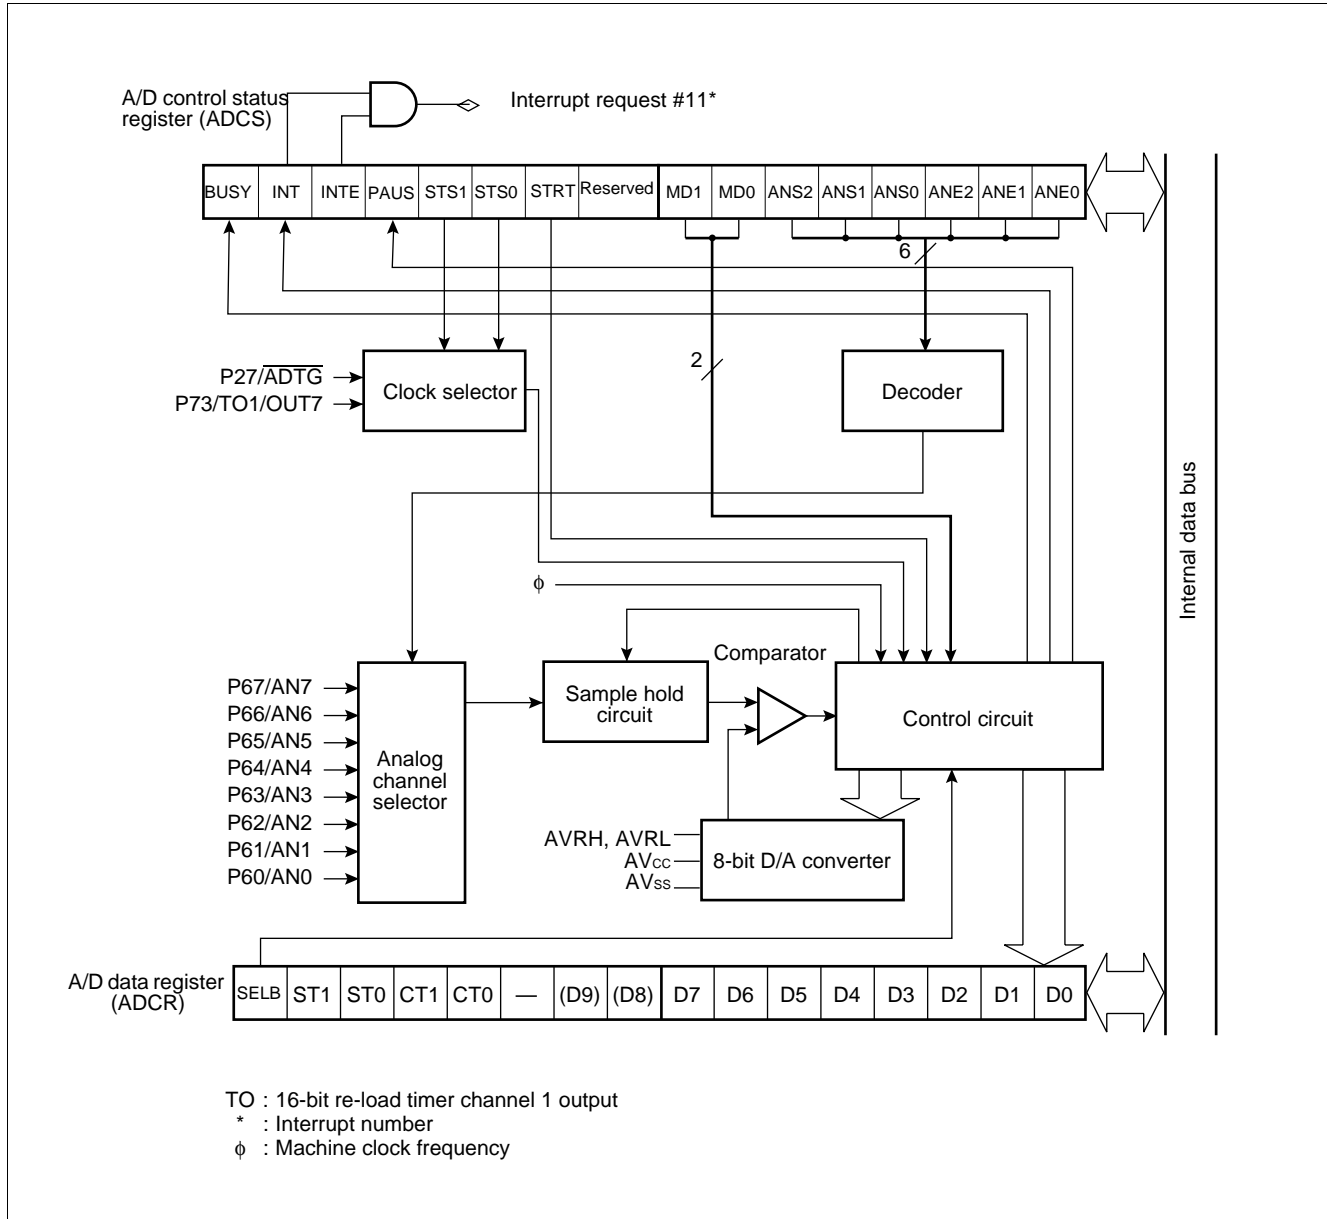 A/D control status
register (ADCS)
Interrupt request #11*
BUSY INT INTE PAUS STS1 STS0 STRT Reserved MD1 MD0 ANS2 ANS1 ANS0 ANE2 ANE1 ANE0
6
2
P27/ADTG
P73/TO1/OUT7
Clock selector
Decoder
Internal data bus
φ
Comparator
P67/AN7
P66/AN6
P65/AN5
P64/AN4
P63/AN3
P62/AN2
P61/AN1
P60/AN0
Analog
channel
selector
Sample hold
circuit
Control circuit
AVRH, AVRL
AVCC
AVSS
8-bit D/A converter
A/D data register
(ADCR)
SELB ST1 ST0 CT1 CT0 — (D9) (D8) D7 D6 D5 D4 D3 D2 D1 D0
TO : 16-bit re-load timer channel 1 output
* : Interrupt number
φ : Machine clock frequency